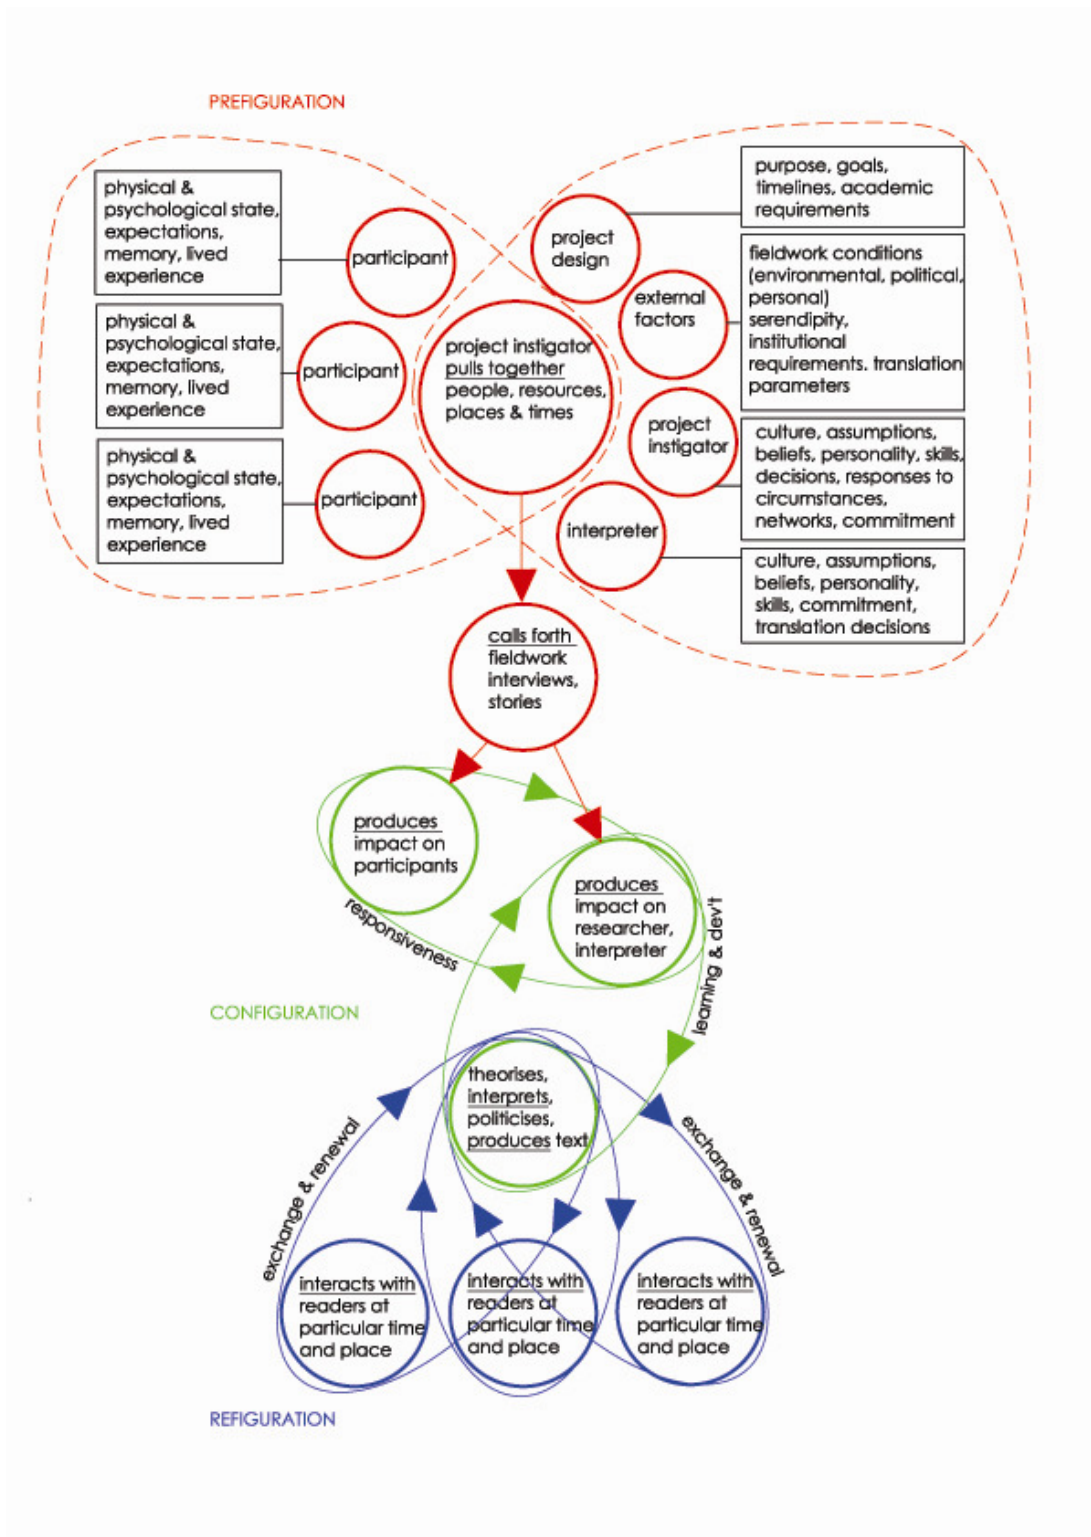 PREFIGURATION
physical &
psychological state,
expectations,
memory, lived
experience
participant
physical &
psychological state,
expectations,
memory, lived
experience
participant
physical &
psychological state,
expectations,
memory, lived
experience
participant
project instigator
pulls together
people, resources,
places & times
project
design
purpose, goals,
timelines, academic
requirements
external
factors
fieldwork conditions
(environmental, political,
personal)
serendipity,
institutional
requirements. translation
parameters
project
instigator
culture, assumptions,
beliefs, personality, skills,
decisions, responses to
circumstances,
networks, commitment
interpreter
culture, assumptions,
beliefs, personality,
skills, commitment,
translation decisions
calls forth
fieldwork
interviews,
stories
produces
impact on
participants
produces
impact on
researcher,
interpreter
responsiveness
learning & dev't
CONFIGURATION
theorises,
interprets,
politicises,
produces text
exchange & renewal
exchange & renewal
interacts with
readers at
particular time
and place
interacts with
readers at
particular time
and place
interacts with
readers at
particular time
and place
REFIGURATION